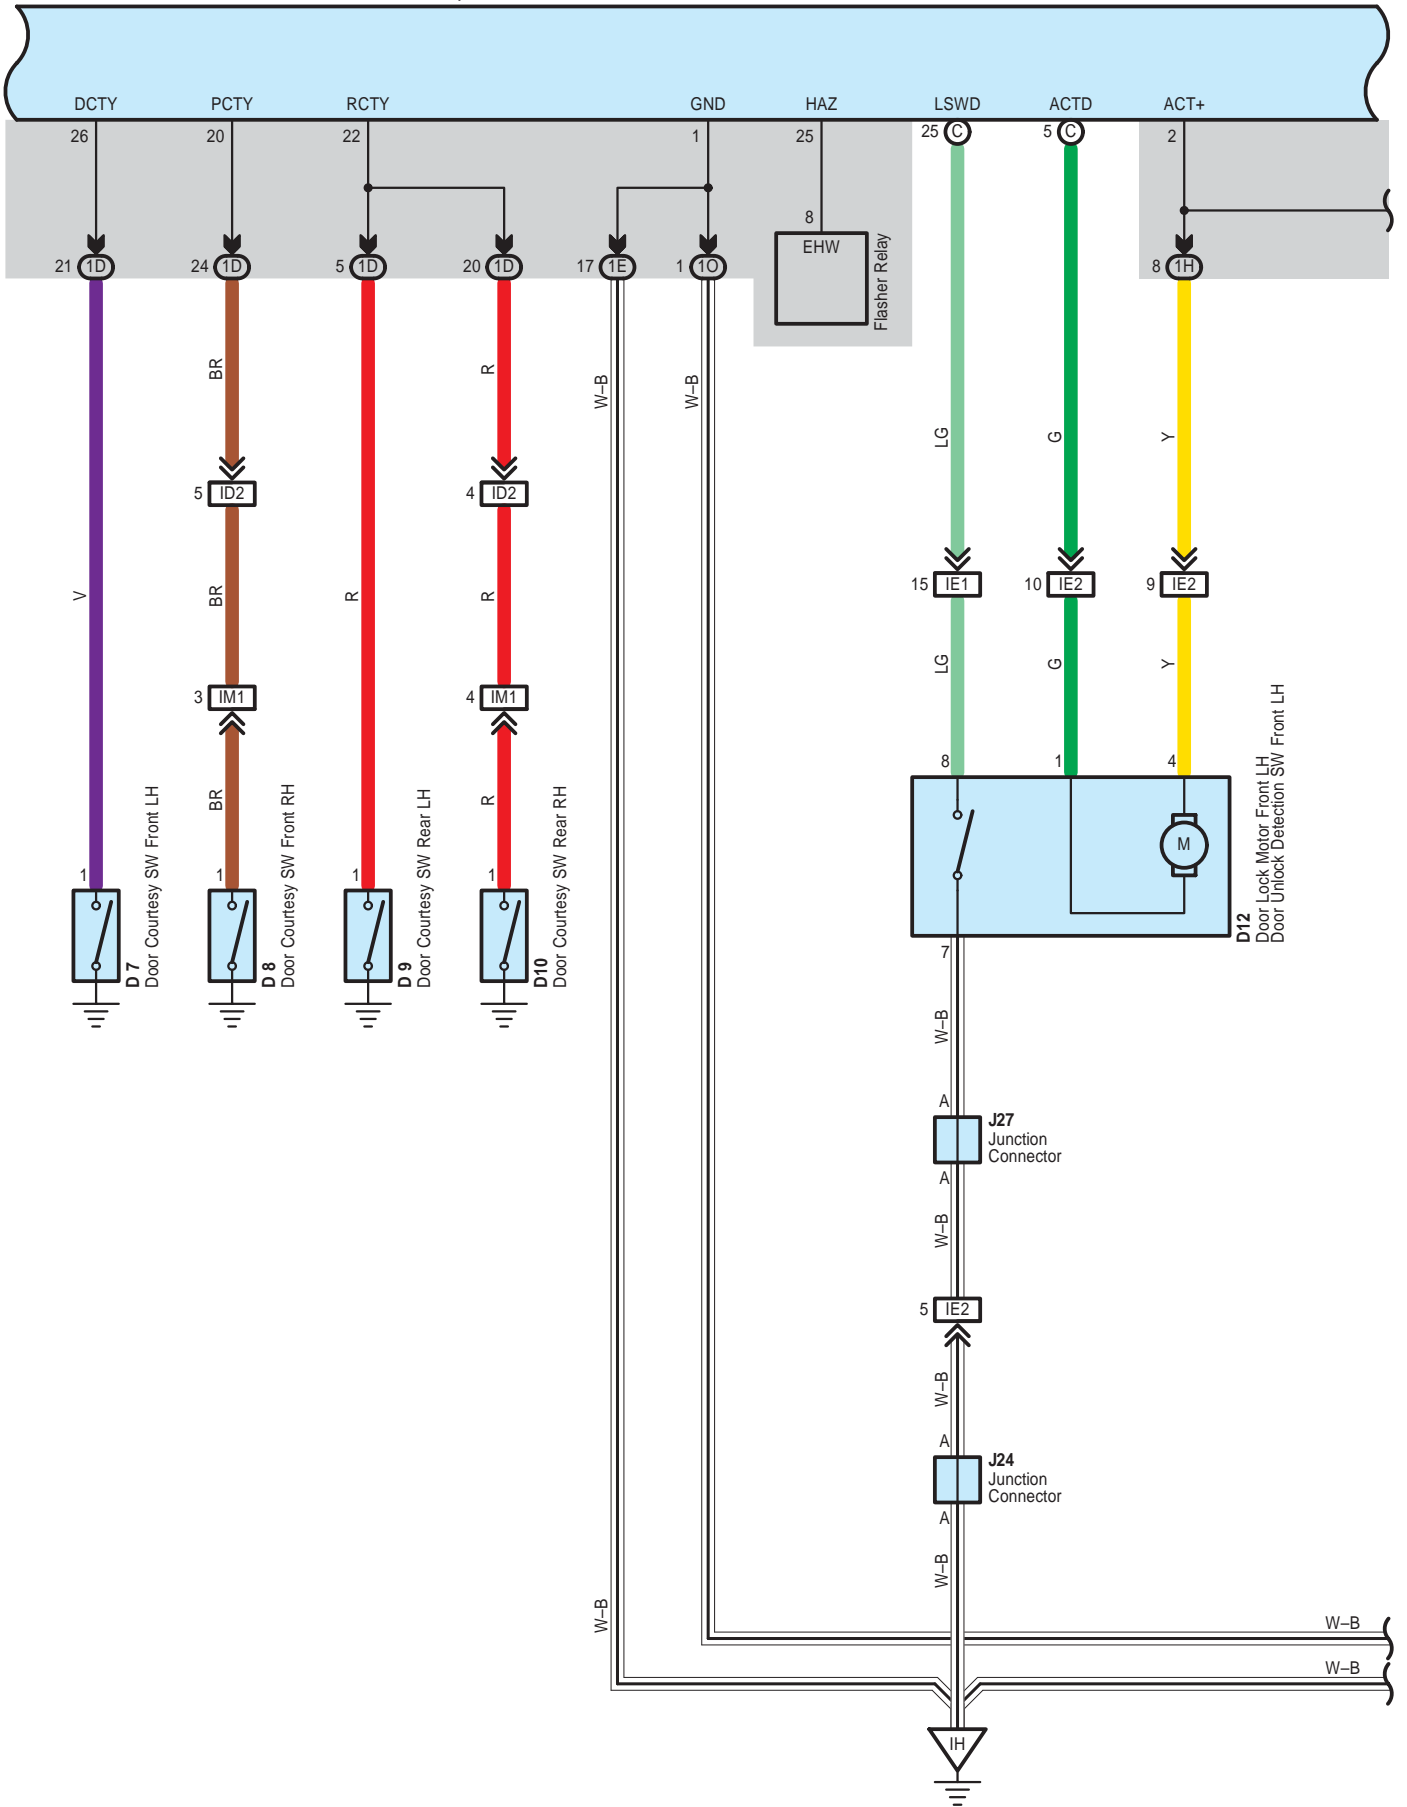 DCTY PCTY RCTY GND HAZ LSWD ACTD ACT+
26 20 22 1 25 25 C 5 C 2
8
EHW
Flasher Relay
21 1D 24 1D 5 1D 20 1D 17 1E 1 1O 8 1H
BR R W–B W–B
LG G Y
5 ID2 4 ID2
15 IE1 10 IE2 9 IE2
V BR R R
LG G Y
3 IM1 4 IM1
8 1 4
BR R
M
1 1 1 1
D 7
Door Courtesy SW Front LH
D 8
Door Courtesy SW Front RH
D 9
Door Courtesy SW Rear LH
D10
Door Courtesy SW Rear RH
D12
Door Lock Motor Front LH
Door Unlock Detection SW Front LH
7
W–B
A
J27
Junction
Connector
A
W–B
5 IE2
W–B
A
J24
Junction
Connector
A
W–B
W–B
W–B
W–B
IH